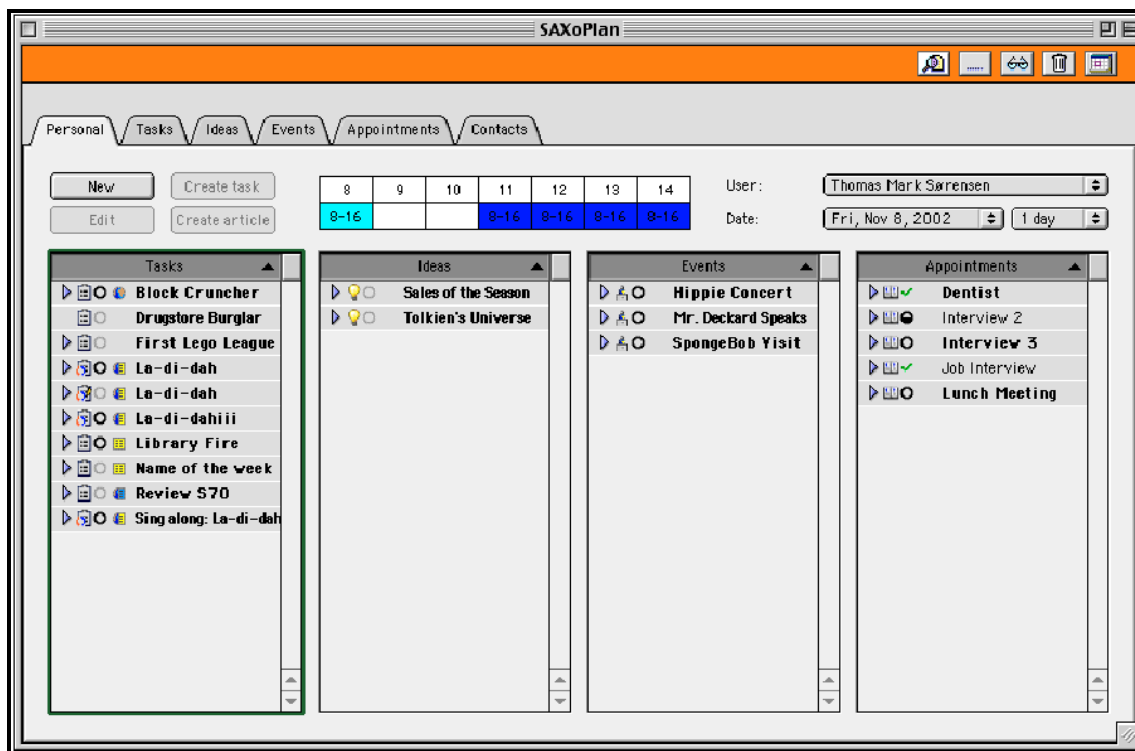 SAXoPlan
Personal Tasks Ideas Events Appointments Contacts
New Create task
Edit Create article
8 9 10 11 12 13 14
8-16 8-16 8-16 8-16 8-16
User: Thomas Mark Sørensen
Date: Fri, Nov 8, 2002 1 day
Tasks
Block Cruncher
Drugstore Burglar
First Lego League
La-di-dah
La-di-dah
La-di-dahiii
Library Fire
Name of the week
Review S70
Sing along: La-di-dah
Ideas
Sales of the Season
Tolkien's Universe
Events
Hippie Concert
Mr. Deckard Speaks
SpongeBob Visit
Appointments
Dentist
Interview 2
Interview 3
Job Interview
Lunch Meeting